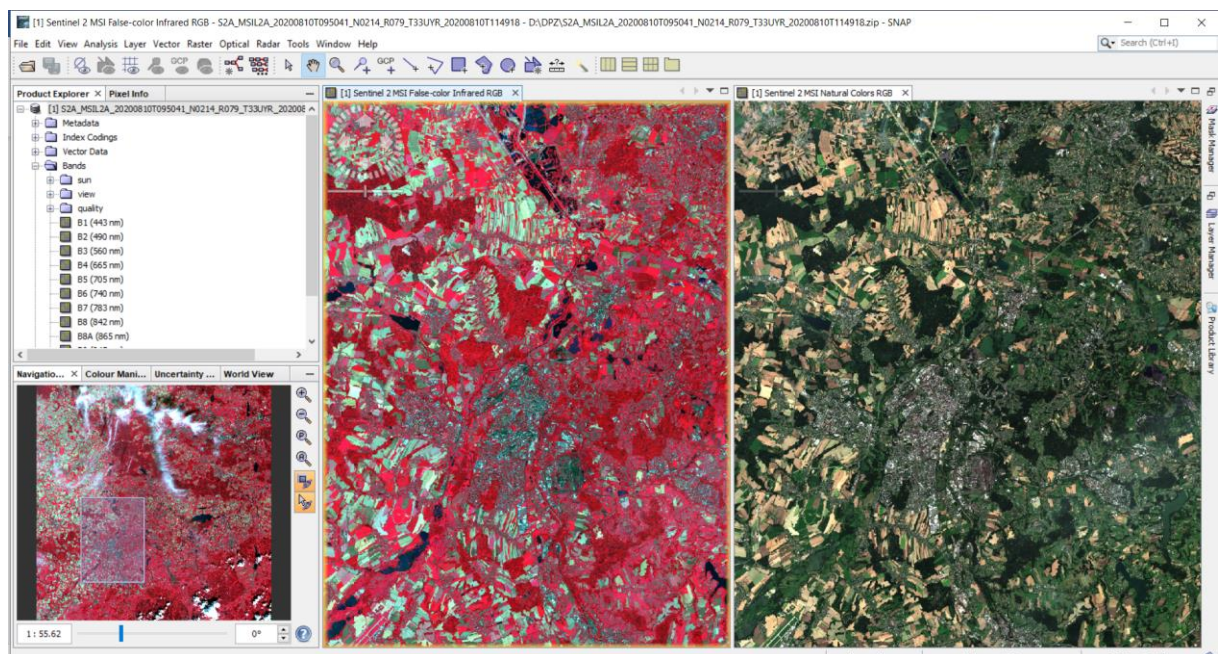 [1] Sentinel 2 MSI False-color Infrared RGB - S2A_MSIL2A_20200810T095041_N0214_R079_T33UYR_20200810T114918 - D:\DPZ\S2A_MSIL2A_20200810T095041_N0214_R079_T33UYR_20200810T114918.zip - SNAP
File Edit View Analysis Layer Vector Raster Optical Radar Tools Window Help
Search (Ctrl+I)
GCP GCP
Product Explorer Pixel Info
[1] Sentinel 2 MSI False-color Infrared RGB
[1] Sentinel 2 MSI Natural Colors RGB
[1] S2A_MSIL2A_20200810T095041_N0214_R079_T33UYR_20200
Metadata
Index Codings
Vector Data
Bands
sun
view
quality
B1 (443 nm)
B2 (490 nm)
B3 (560 nm)
B4 (665 nm)
B5 (705 nm)
B6 (740 nm)
B7 (783 nm)
B8 (842 nm)
B8A (865 nm)
Navigatio... Colour Mani... Uncertainty ... World View
1 : 55.62
0°
Mask Manager
Layer Manager
Product Library